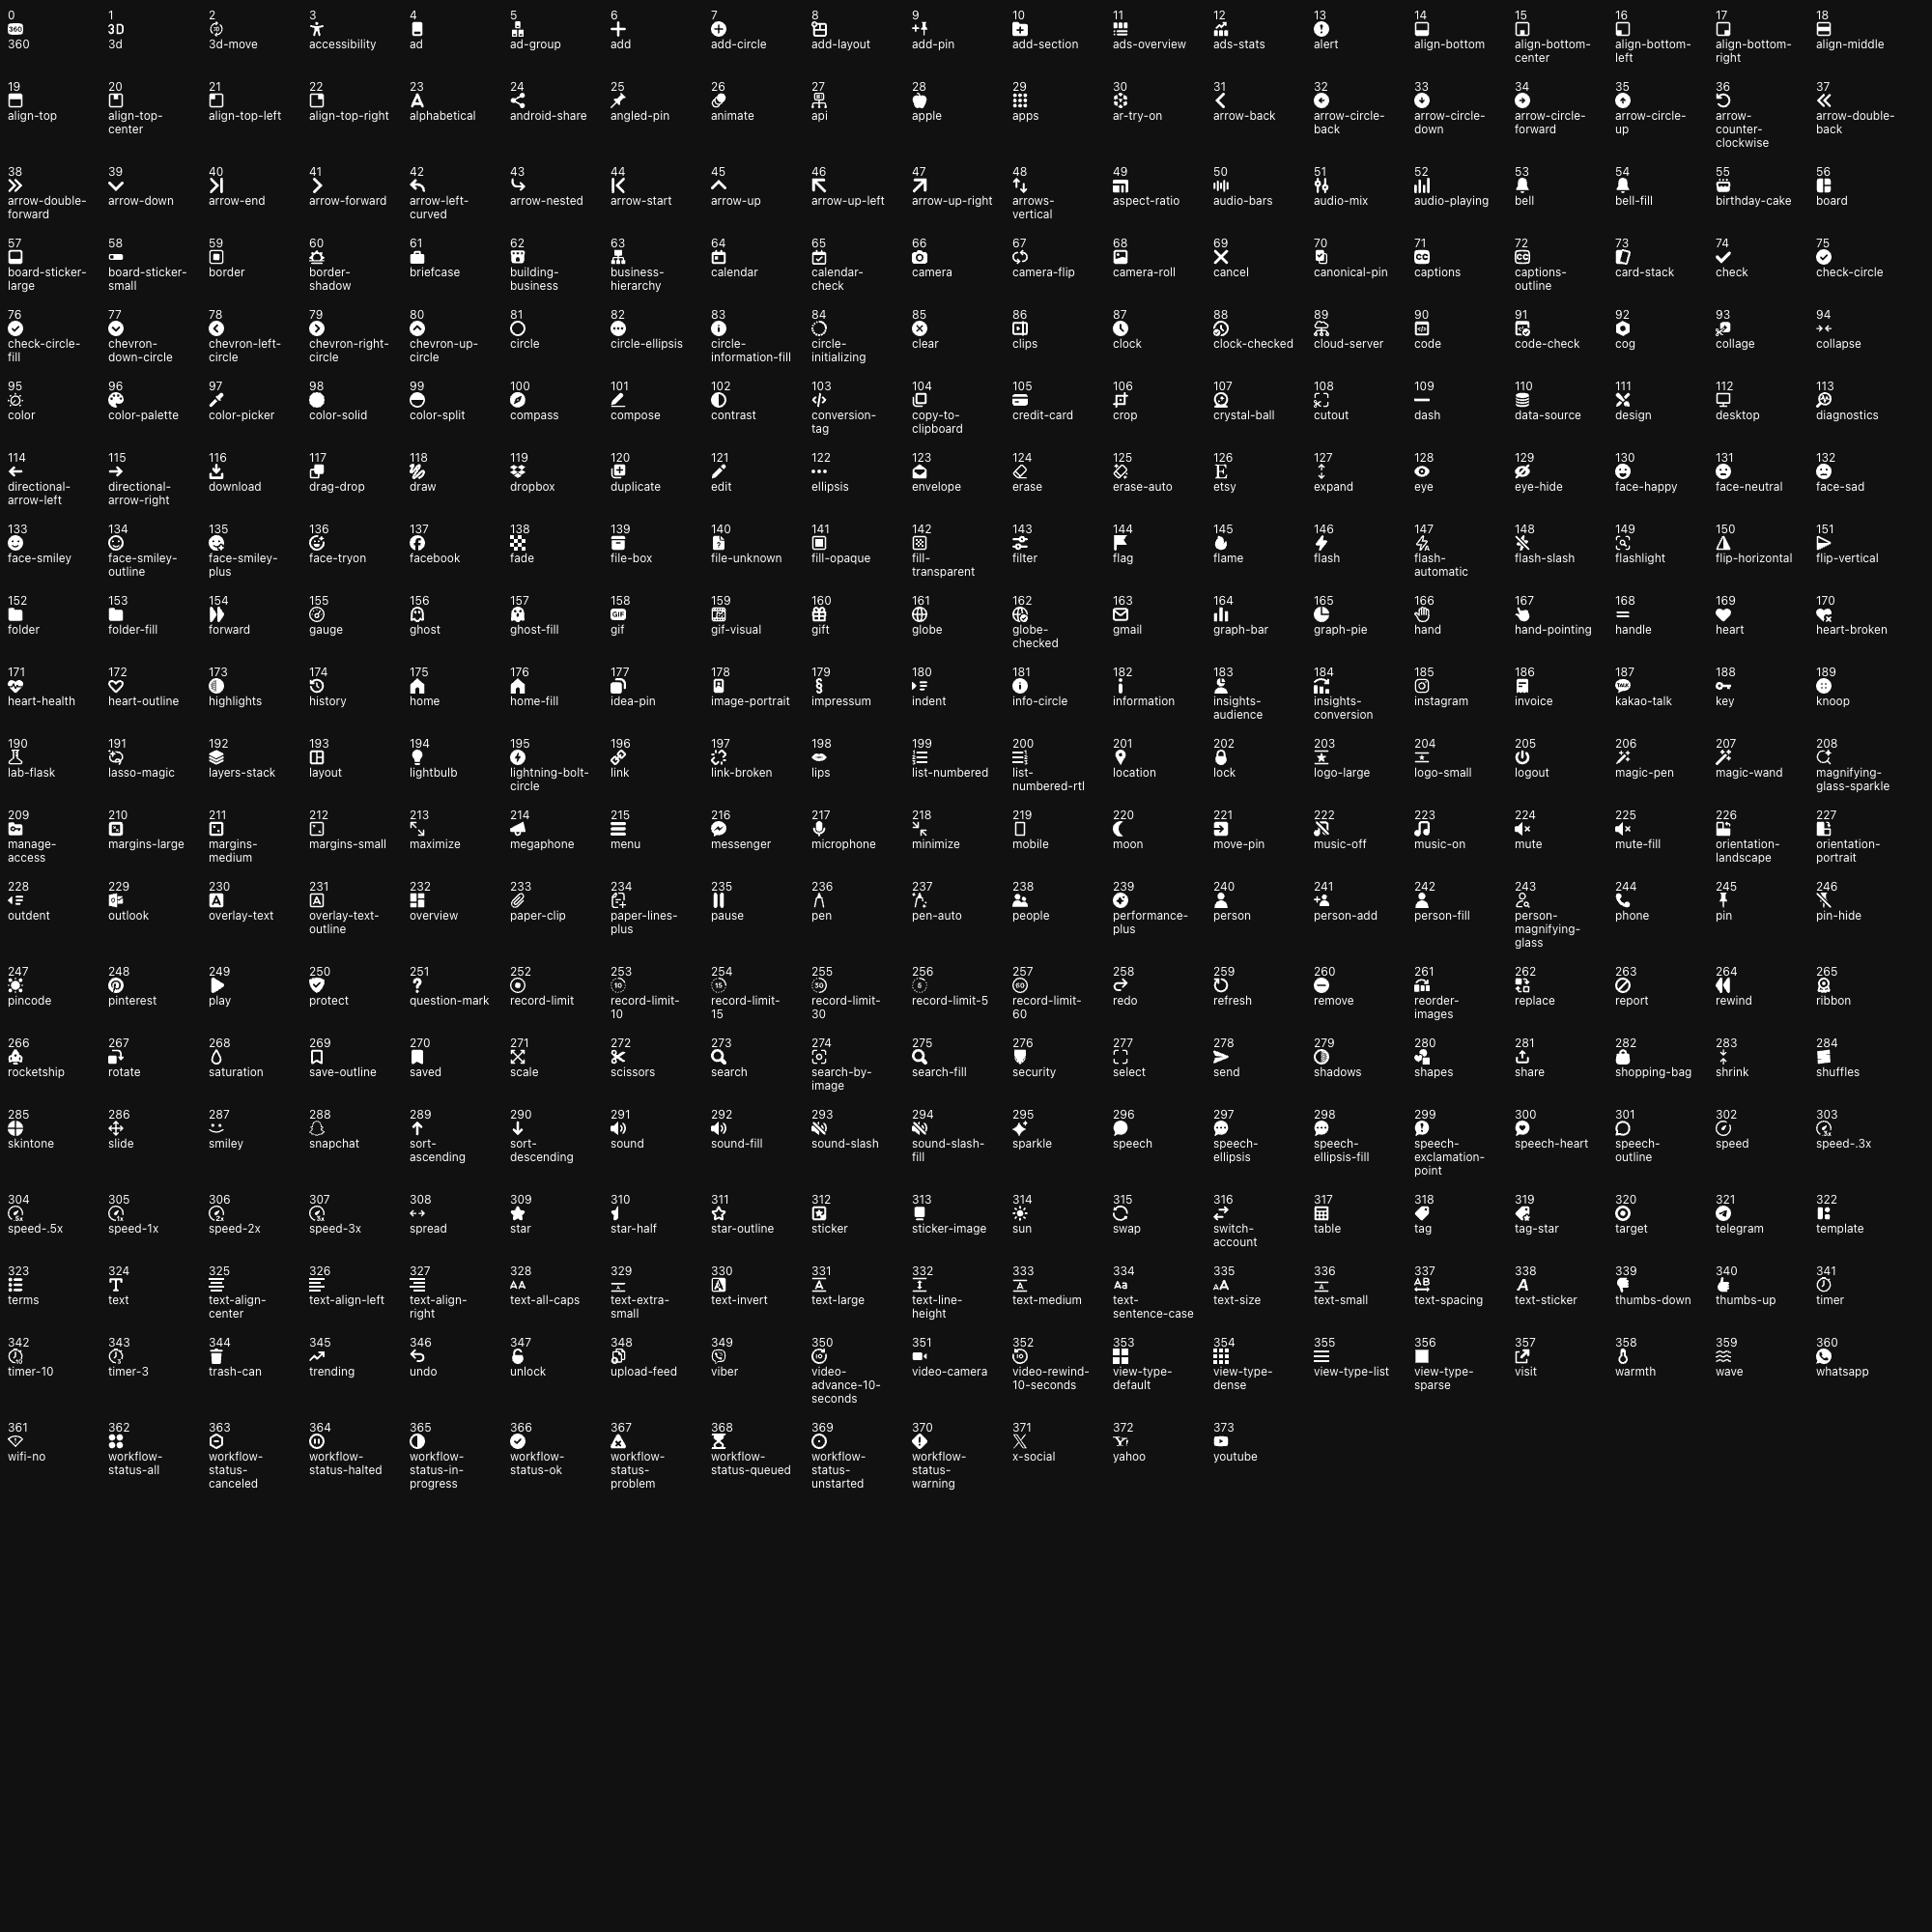 0 1 2 3 4 5 6 7 8 9 10 11 12 13 14 15 16 17 18
360 3d 3d-move accessibility ad ad-group add add-circle add-layout add-pin add-section ads-overview ads-stats alert align-bottom align-bottom- align-bottom- align-bottom- align-middle
center left right
19 20 21 22 23 24 25 26 27 28 29 30 31 32 33 34 35 36 37
align-top align-top- align-top-left align-top-right alphabetical android-share angled-pin animate api apple apps ar-try-on arrow-back arrow-circle- arrow-circle- arrow-circle- arrow-circle- arrow- arrow-double-
center back down forward up counter- back
clockwise
38 39 40 41 42 43 44 45 46 47 48 49 50 51 52 53 54 55 56
arrow-double- arrow-down arrow-end arrow-forward arrow-left- arrow-nested arrow-start arrow-up arrow-up-left arrow-up-right arrows- aspect-ratio audio-bars audio-mix audio-playing bell bell-fill birthday-cake board
forward curved vertical
57 58 59 60 61 62 63 64 65 66 67 68 69 70 71 72 73 74 75
board-sticker- board-sticker- border border- briefcase building- business- calendar calendar- camera camera-flip camera-roll cancel canonical-pin captions captions- card-stack check check-circle
large small shadow business hierarchy check outline
76 77 78 79 80 81 82 83 84 85 86 87 88 89 90 91 92 93 94
check-circle- chevron- chevron-left- chevron-right- chevron-up- circle circle-ellipsis circle- circle- clear clips clock clock-checked cloud-server code code-check cog collage collapse
fill down-circle circle circle circle information-fill initializing
95 96 97 98 99 100 101 102 103 104 105 106 107 108 109 110 111 112 113
color color-palette color-picker color-solid color-split compass compose contrast conversion- copy-to- credit-card crop crystal-ball cutout dash data-source design desktop diagnostics
tag clipboard
114 115 116 117 118 119 120 121 122 123 124 125 126 127 128 129 130 131 132
directional- directional- download drag-drop draw dropbox duplicate edit ellipsis envelope erase erase-auto etsy expand eye eye-hide face-happy face-neutral face-sad
arrow-left arrow-right
133 134 135 136 137 138 139 140 141 142 143 144 145 146 147 148 149 150 151
face-smiley face-smiley- face-smiley- face-tryon facebook fade file-box file-unknown fill-opaque fill- filter flag flame flash flash- flash-slash flashlight flip-horizontal flip-vertical
outline plus transparent automatic
152 153 154 155 156 157 158 159 160 161 162 163 164 165 166 167 168 169 170
folder folder-fill forward gauge ghost ghost-fill gif gif-visual gift globe globe- gmail graph-bar graph-pie hand hand-pointing handle heart heart-broken
checked
171 172 173 174 175 176 177 178 179 180 181 182 183 184 185 186 187 188 189
heart-health heart-outline highlights history home home-fill idea-pin image-portrait impressum indent info-circle information insights- insights- instagram invoice kakao-talk key knoop
audience conversion
190 191 192 193 194 195 196 197 198 199 200 201 202 203 204 205 206 207 208
lab-flask lasso-magic layers-stack layout lightbulb lightning-bolt- link link-broken lips list-numbered list- location lock logo-large logo-small logout magic-pen magic-wand magnifying-
circle numbered-rtl glass-sparkle
209 210 211 212 213 214 215 216 217 218 219 220 221 222 223 224 225 226 227
manage- margins-large margins- margins-small maximize megaphone menu messenger microphone minimize mobile moon move-pin music-off music-on mute mute-fill orientation- orientation-
access medium landscape portrait
228 229 230 231 232 233 234 235 236 237 238 239 240 241 242 243 244 245 246
outdent outlook overlay-text overlay-text- overview paper-clip paper-lines- pause pen pen-auto people performance- person person-add person-fill person- phone pin pin-hide
outline plus plus magnifying-
glass
247 248 249 250 251 252 253 254 255 256 257 258 259 260 261 262 263 264 265
pincode pinterest play protect question-mark record-limit record-limit- record-limit- record-limit- record-limit-5 record-limit- redo refresh remove reorder- replace report rewind ribbon
10 15 30 60 images
266 267 268 269 270 271 272 273 274 275 276 277 278 279 280 281 282 283 284
rocketship rotate saturation save-outline saved scale scissors search search-by- search-fill security select send shadows shapes share shopping-bag shrink shuffles
image
285 286 287 288 289 290 291 292 293 294 295 296 297 298 299 300 301 302 303
skintone slide smiley snapchat sort- sort- sound sound-fill sound-slash sound-slash- sparkle speech speech- speech- speech- speech-heart speech- speed speed-.3x
ascending descending fill ellipsis ellipsis-fill exclamation- outline
point
304 305 306 307 308 309 310 311 312 313 314 315 316 317 318 319 320 321 322
speed-.5x speed-1x speed-2x speed-3x spread star star-half star-outline sticker sticker-image sun swap switch- table tag tag-star target telegram template
account
323 324 325 326 327 328 329 330 331 332 333 334 335 336 337 338 339 340 341
terms text text-align- text-align-left text-align- text-all-caps text-extra- text-invert text-large text-line- text-medium text- text-size text-small text-spacing text-sticker thumbs-down thumbs-up timer
center right small height sentence-case
342 343 344 345 346 347 348 349 350 351 352 353 354 355 356 357 358 359 360
timer-10 timer-3 trash-can trending undo unlock upload-feed viber video- video-camera video-rewind- view-type- view-type- view-type-list view-type- visit warmth wave whatsapp
advance-10- 10-seconds default dense sparse
seconds
361 362 363 364 365 366 367 368 369 370 371 372 373
wifi-no workflow- workflow- workflow- workflow- workflow- workflow- workflow- workflow- workflow- x-social yahoo youtube
status-all status- status-halted status-in- status-ok status- status-queued status- status-
canceled progress problem unstarted warning